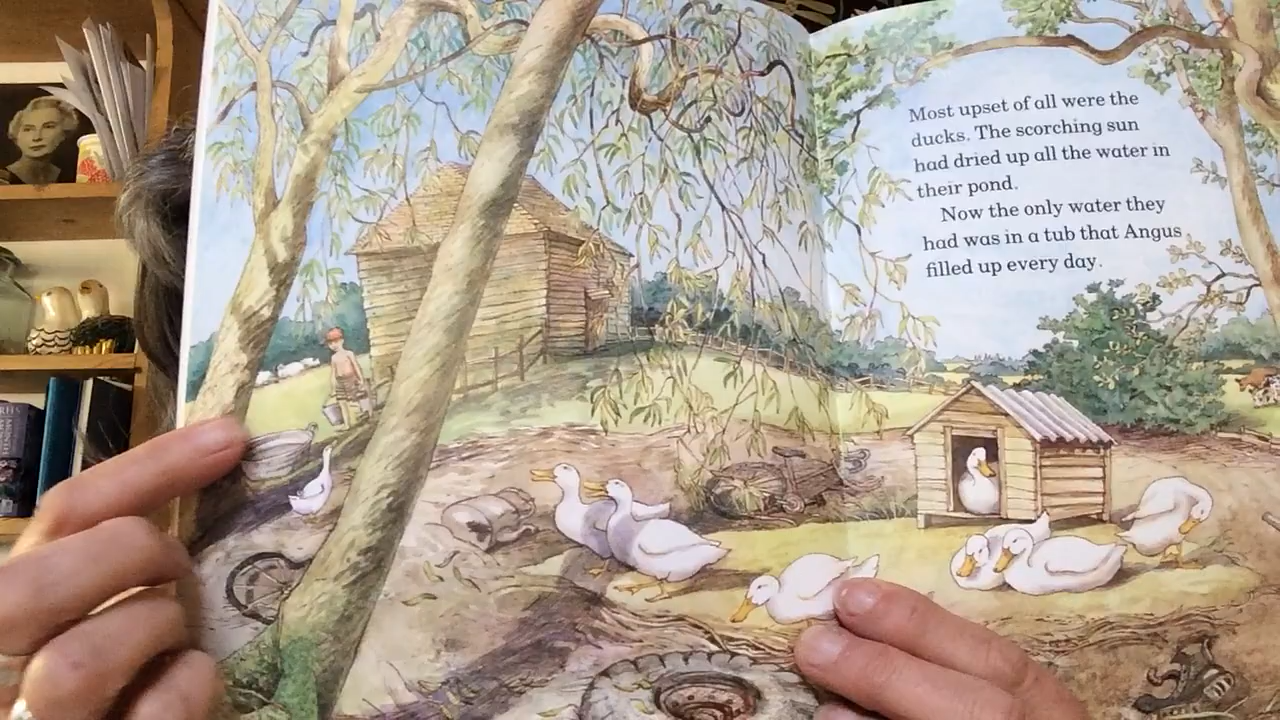 Most upset of all were the
ducks. The scorching sun
had dried up all the water in
their pond.
Now the only water they
had was in a tub that Angus
filled up every day.
RHS